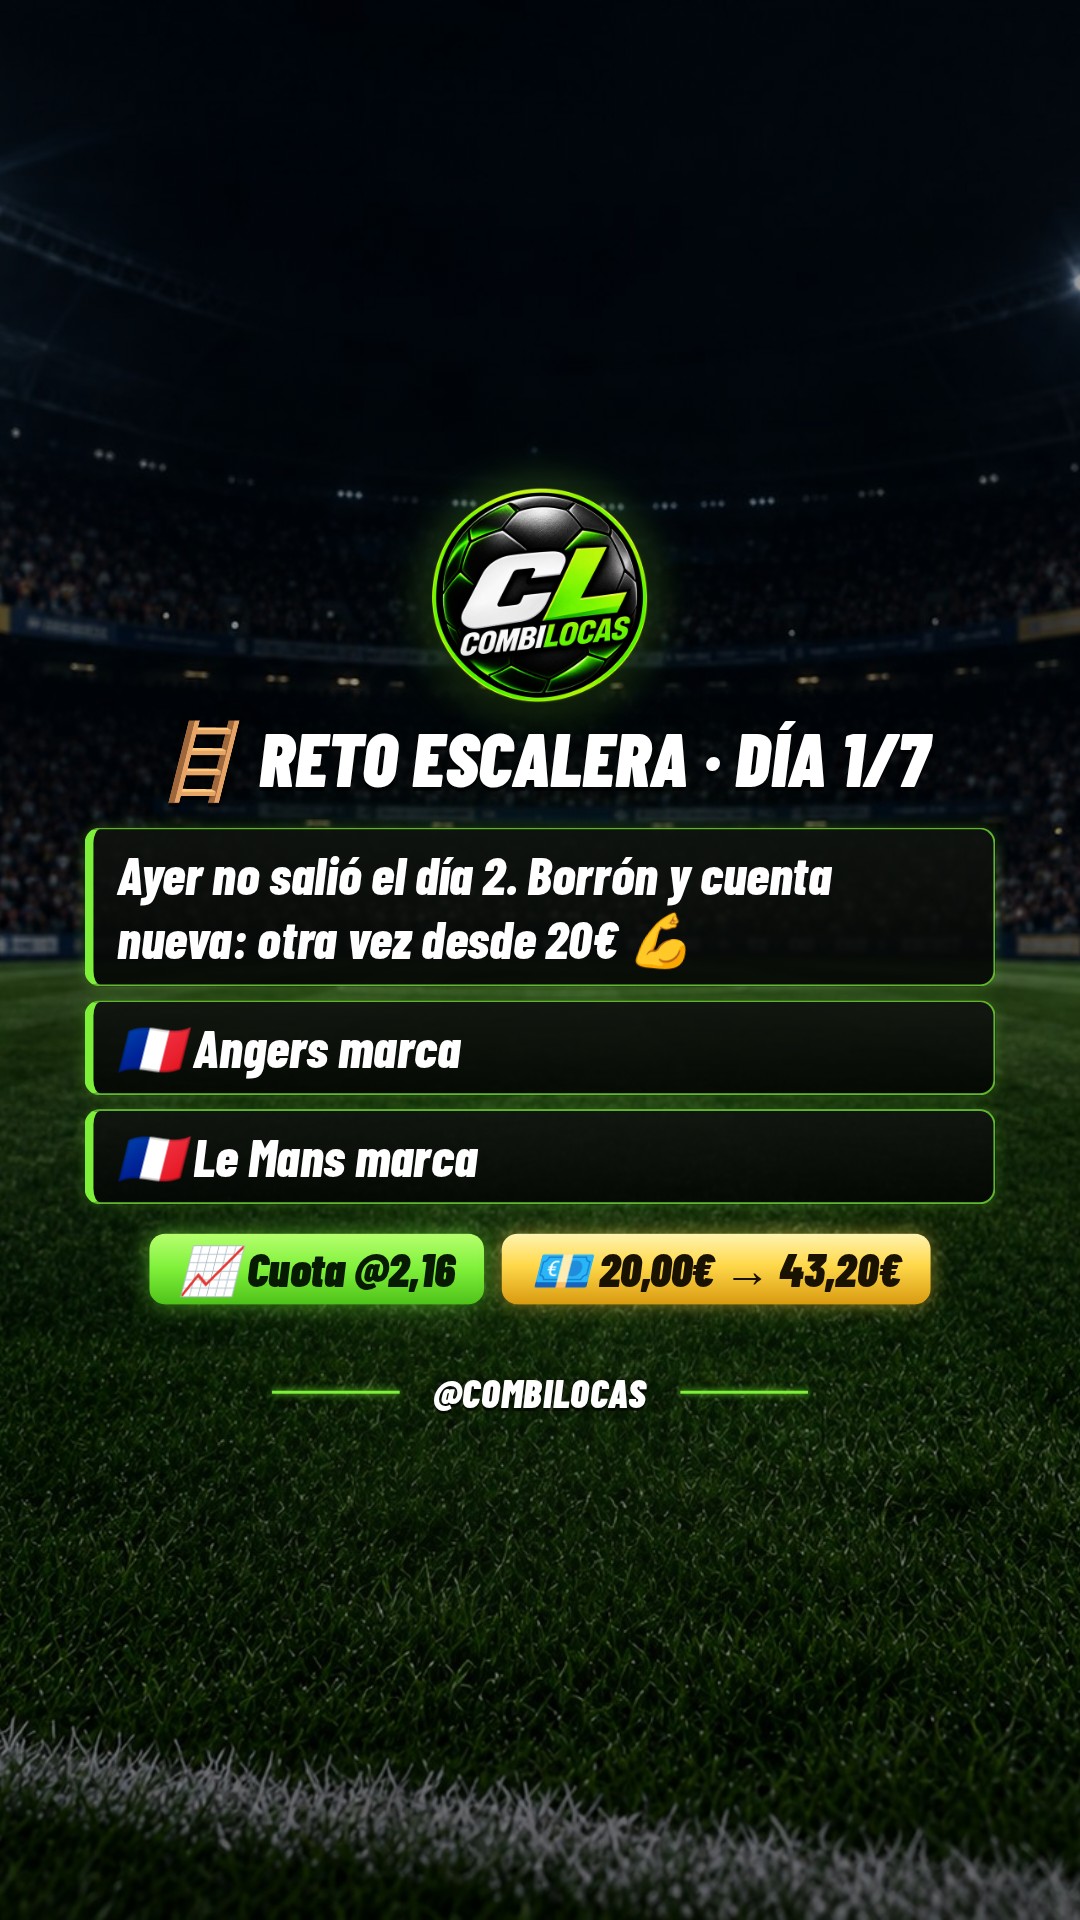 CL
COMBILOCAS
🪜 RETO ESCALERA · DÍA 1/7
Ayer no salió el día 2. Borrón y cuenta
nueva: otra vez desde 20€ 💪
🇫🇷 Angers marca
🇫🇷 Le Mans marca
📈 Cuota @2,16
💶 20,00€ → 43,20€
@COMBILOCAS